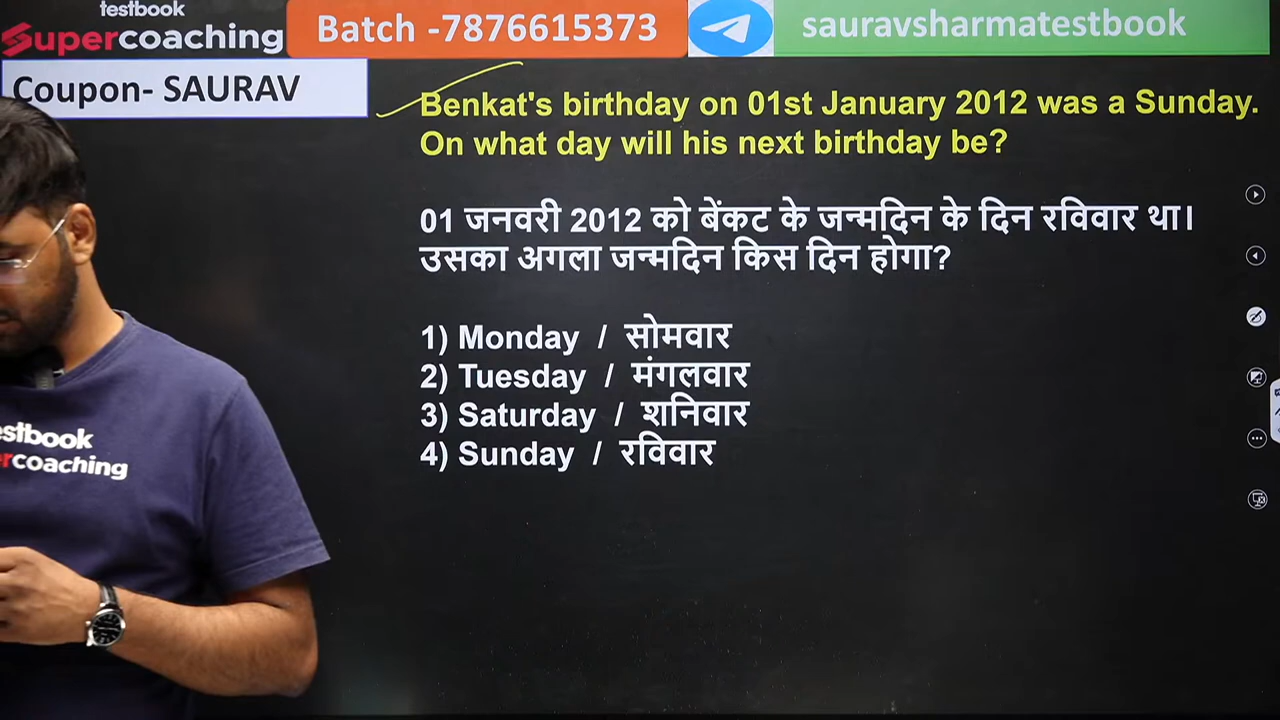 testbook
Supercoaching
Batch -7876615373
sauravsharmatestbook
Coupon- SAURAV
Benkat's birthday on 01st January 2012 was a Sunday.
On what day will his next birthday be?
01 जनवरी 2012 को बेंकट के जन्मदिन के दिन रविवार था।
उसका अगला जन्मदिन किस दिन होगा?
1) Monday / सोमवार
2) Tuesday / मंगलवार
3) Saturday / शनिवार
4) Sunday / रविवार
stbook
rcoaching